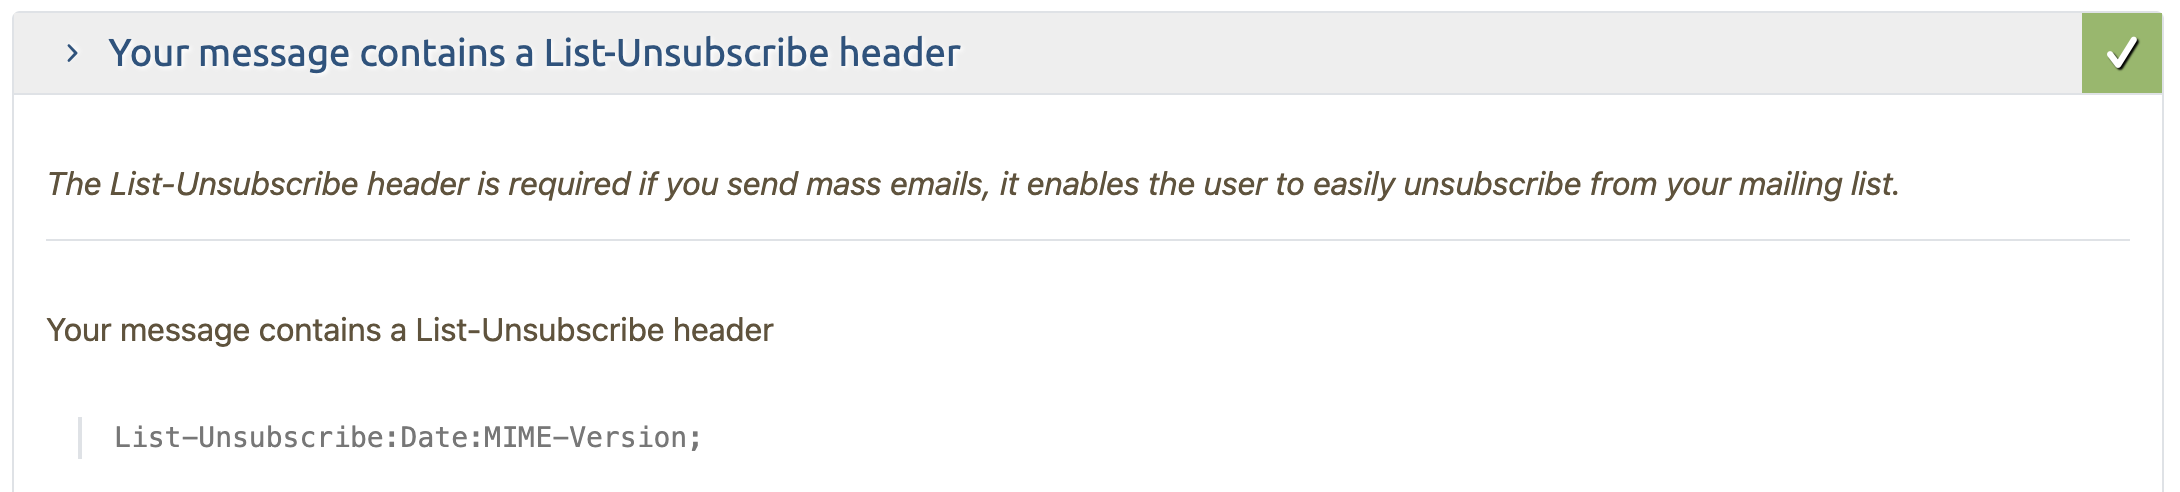 Your message contains a List-Unsubscribe header
The List-Unsubscribe header is required if you send mass emails, it enables the user to easily unsubscribe from your mailing list.
Your message contains a List-Unsubscribe header
List-Unsubscribe:Date:MIME-Version;